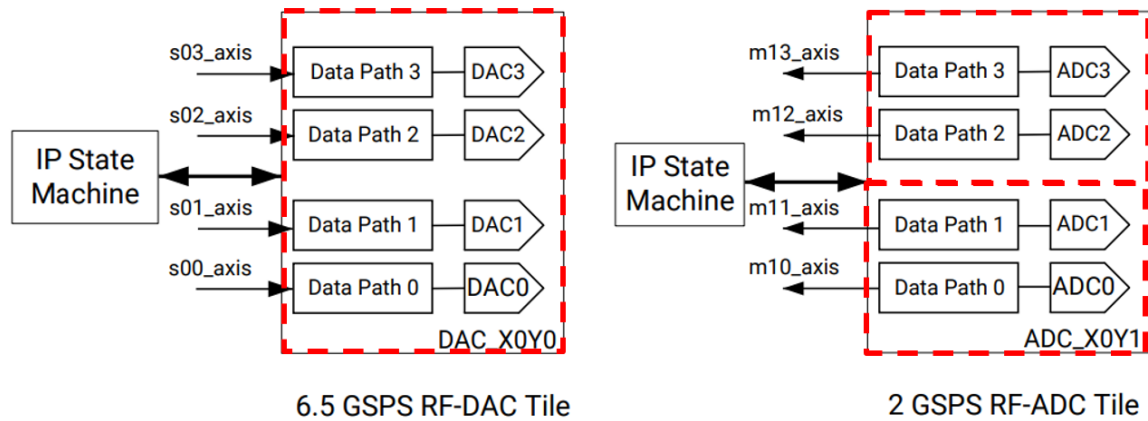 s03_axis
Data Path 3
DAC3
s02_axis
Data Path 2
DAC2
IP State
Machine
s01_axis
Data Path 1
DAC1
s00_axis
Data Path 0
DAC0
DAC_X0Y0
6.5 GSPS RF-DAC Tile
m13_axis
Data Path 3
ADC3
m12_axis
Data Path 2
ADC2
IP State
Machine
m11_axis
Data Path 1
ADC1
m10_axis
Data Path 0
ADC0
ADC_X0Y1
2 GSPS RF-ADC Tile